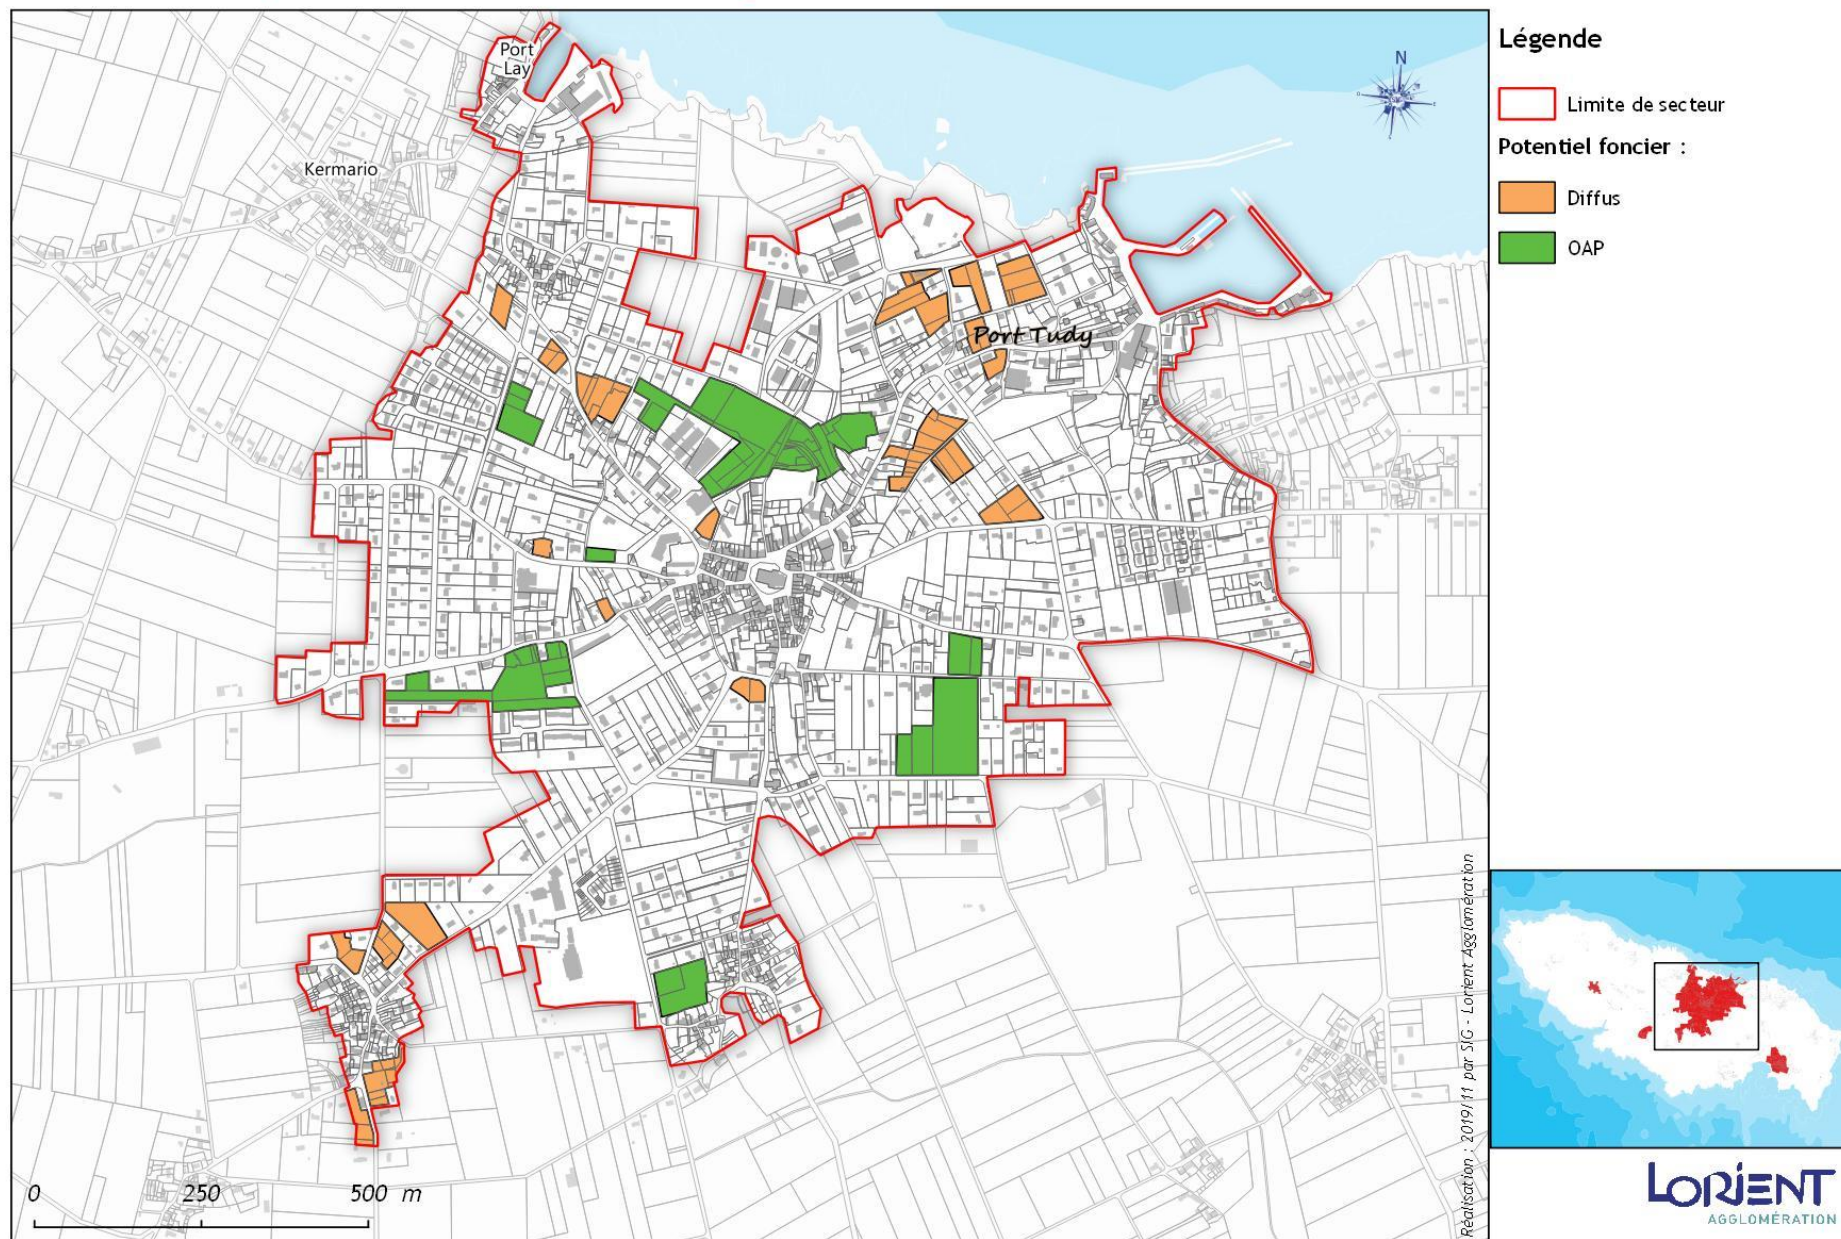 Port
Lay
Kermario
Port Tudy
N
0 250 500 m
Réalisation : 2019/11 par SIG - Lorient Agglomération
Légende
Limite de secteur
Potentiel foncier :
Diffus
OAP
LORIENT
AGGLOMÉRATION